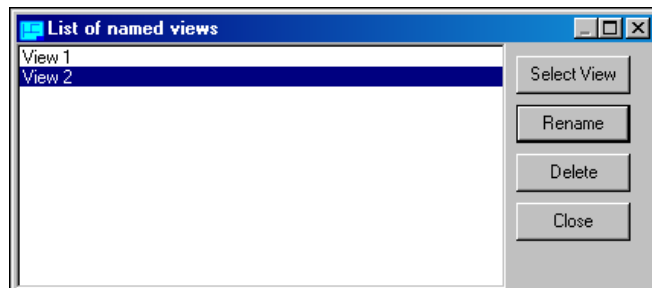 List of named views
View 1
View 2
Select View
Rename
Delete
Close